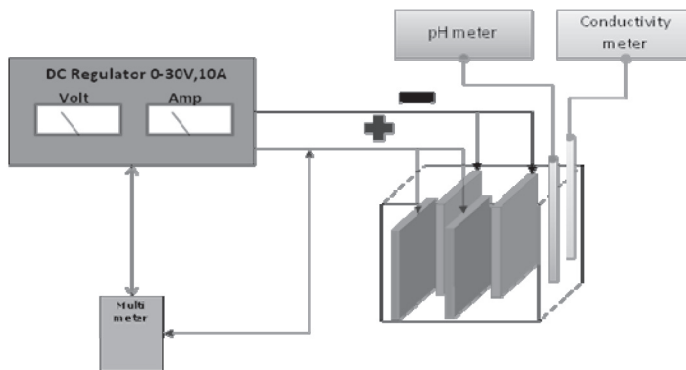 pH meter
Conductivity
meter
DC Regulator 0-30V,10A
Volt
Amp
Multi
meter